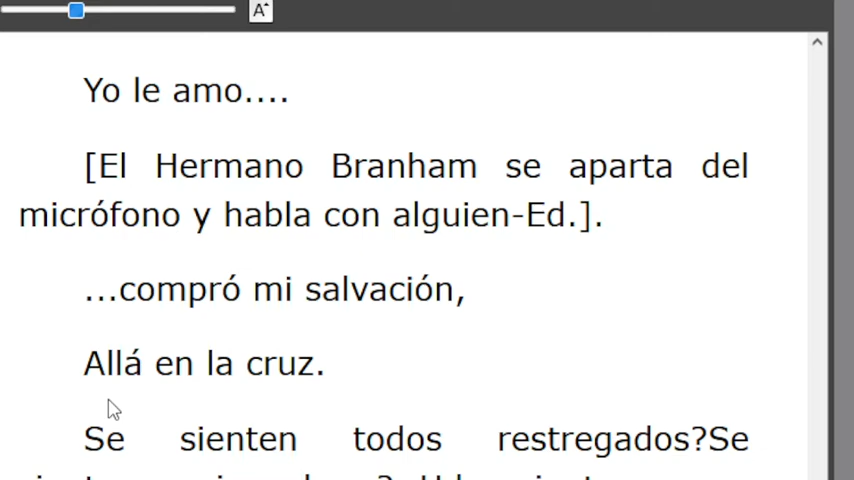 A
Yo le amo....
[El Hermano Branham se aparta del
micrófono y habla con alguien-Ed.].
...compró mi salvación,
Allá en la cruz.
Se sienten todos restregados?Se